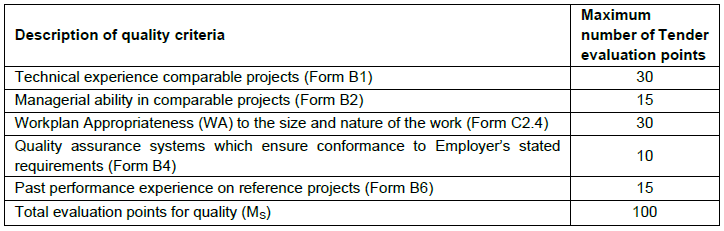 Description of quality criteria
Maximum
number of Tender
evaluation points
Technical experience comparable projects (Form B1)
30
Managerial ability in comparable projects (Form B2)
15
Workplan Appropriateness (WA) to the size and nature of the work (Form C2.4)
30
Quality assurance systems which ensure conformance to Employer's stated
requirements (Form B4)
10
Past performance experience on reference projects (Form B6)
15
Total evaluation points for quality (MS)
100